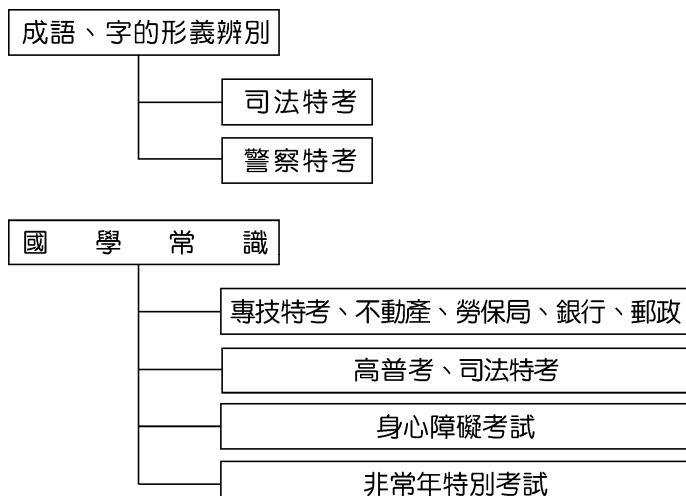 成語、字的形義辨別
司法特考
警察特考
國學常識
專技特考、不動產、勞保局、銀行、郵政
高普考、司法特考
身心障礙考試
非常年特別考試